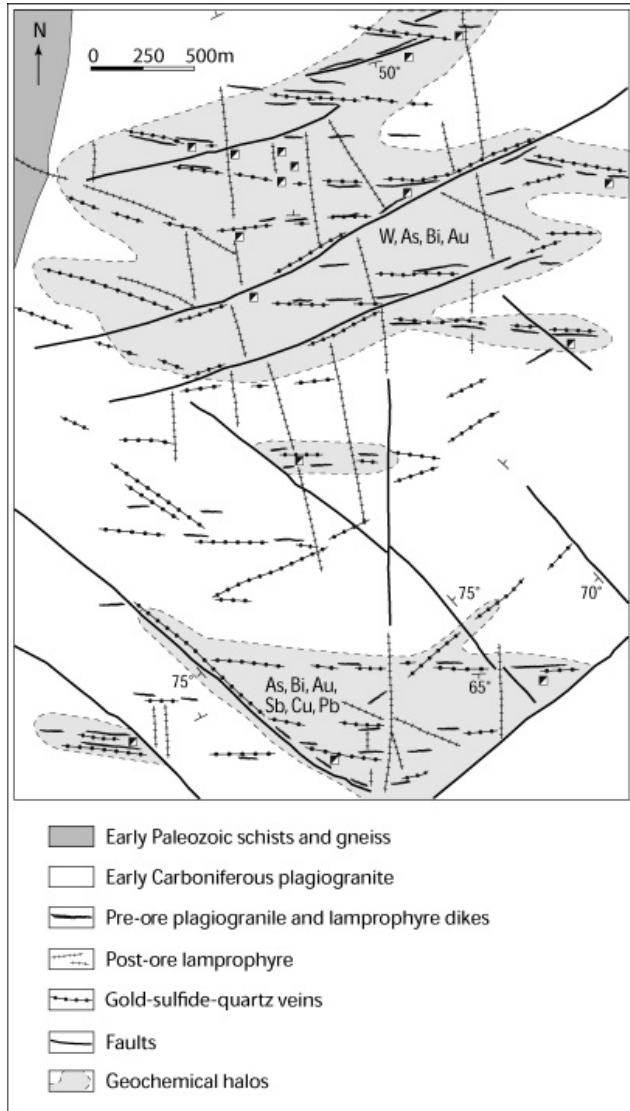 N
0 250 500m
50°
W, As, Bi, Au
75°
70°
75°
65°
As, Bi, Au,
Sb, Cu, Pb
Early Paleozoic schists and gneiss
Early Carboniferous plagiogranite
Pre-ore plagiogranile and lamprophyre dikes
Post-ore lamprophyre
Gold-sulfide-quartz veins
Faults
Geochemical halos